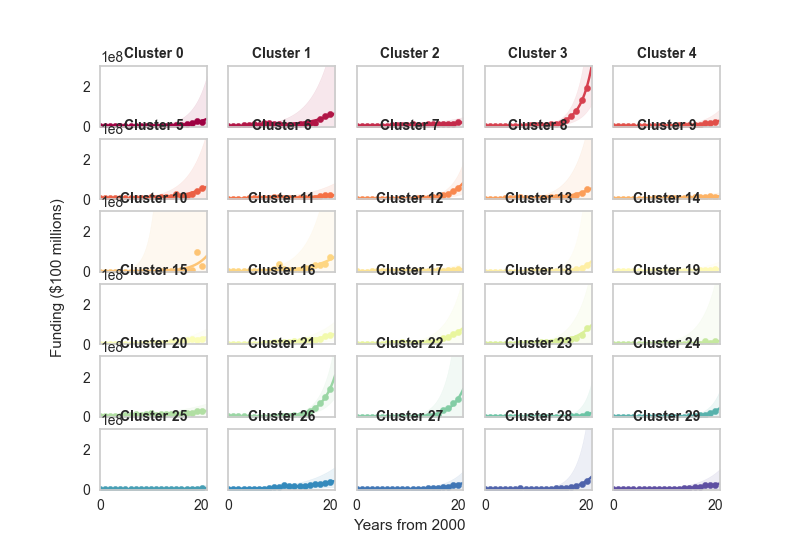 Cluster 0 Cluster 1 Cluster 2 Cluster 3 Cluster 4
1e8
2
0
Cluster 5 Cluster 6 Cluster 7 Cluster 8 Cluster 9
1e8
2
0
Cluster 10 Cluster 11 Cluster 12 Cluster 13 Cluster 14
1e8
2
0
Cluster 15 Cluster 16 Cluster 17 Cluster 18 Cluster 19
1e8
2
0
Cluster 20 Cluster 21 Cluster 22 Cluster 23 Cluster 24
1e8
2
0
Cluster 25 Cluster 26 Cluster 27 Cluster 28 Cluster 29
1e8
2
0
0 20 0 20 0 20 0 20 0 20
Years from 2000
Funding ($100 millions)